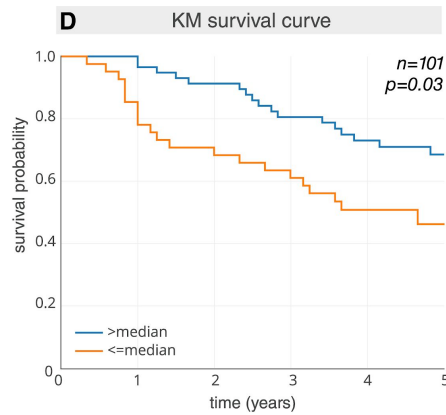 D KM survival curve
n=101
p=0.03
1.0
0.8
0.6
0.4
0.2
0
survival probability
>median
<=median
0 1 2 3 4 5
time (years)